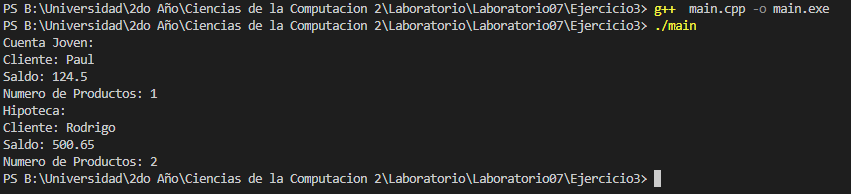 PS B:\Universidad\2do Año\Ciencias de la Computacion 2\Laboratorio\Laboratorio07\Ejercicio3> g++  main.cpp -o main.exe
PS B:\Universidad\2do Año\Ciencias de la Computacion 2\Laboratorio\Laboratorio07\Ejercicio3> ./main
Cuenta Joven:
Cliente: Paul
Saldo: 124.5
Numero de Productos: 1
Hipoteca:
Cliente: Rodrigo
Saldo: 500.65
Numero de Productos: 2
PS B:\Universidad\2do Año\Ciencias de la Computacion 2\Laboratorio\Laboratorio07\Ejercicio3>